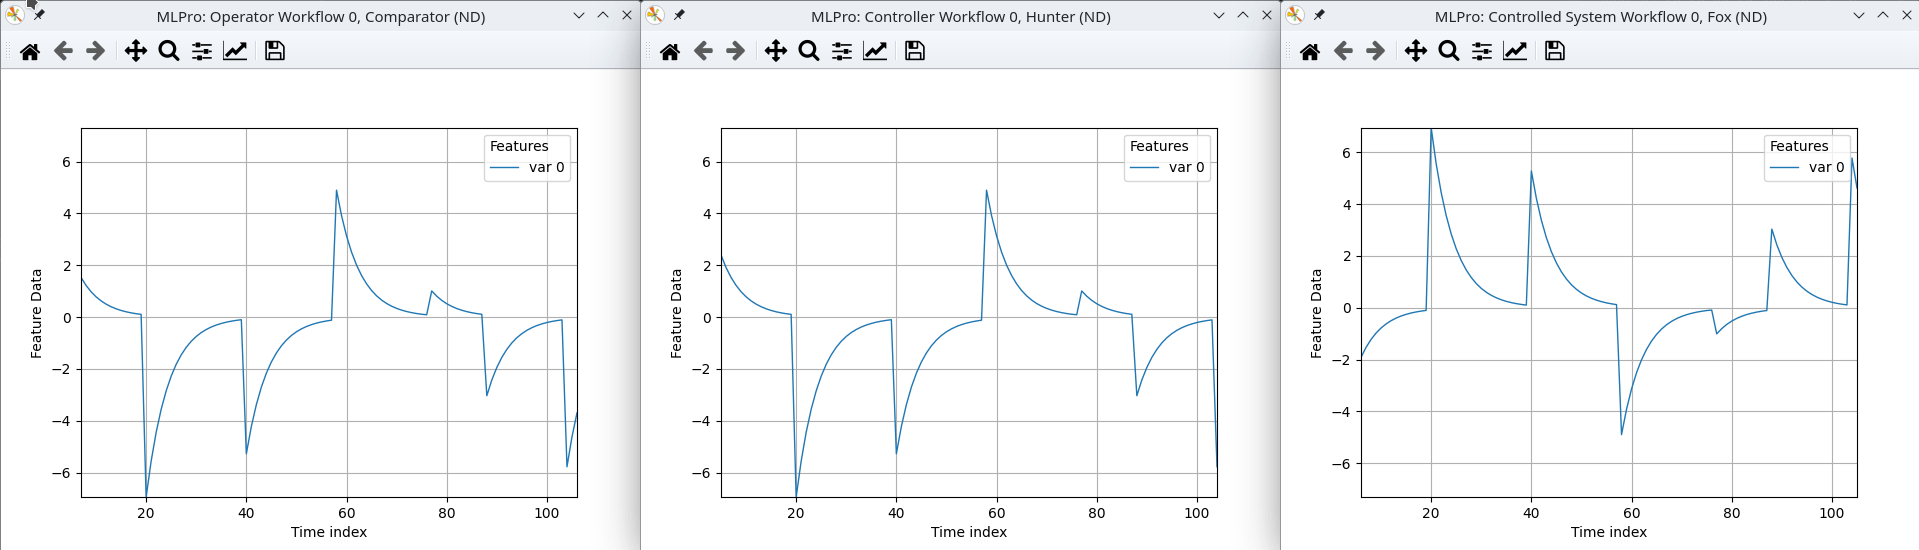 MLPro: Operator Workflow 0, Comparator (ND)
Feature Data
6
4
2
0
−2
−4
−6
20
40
60
80
100
Time index
Features
var 0
MLPro: Controller Workflow 0, Hunter (ND)
Feature Data
6
4
2
0
−2
−4
−6
20
40
60
80
100
Time index
Features
var 0
MLPro: Controlled System Workflow 0, Fox (ND)
Feature Data
6
4
2
0
−2
−4
−6
20
40
60
80
100
Time index
Features
var 0